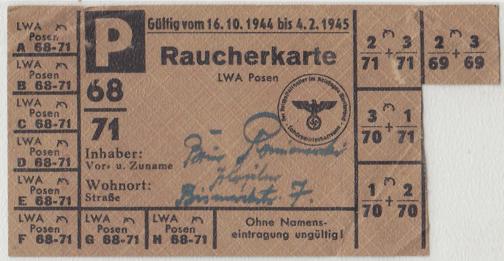 Gültig vom 16. 10. 1944 bis 4. 2. 1945
P
Raucherkarte
LWA Posen
68
71
Inhaber:
Vor- u. Zuname
Wohnort:
Straße
Bismarckstr. 7.
Ohne Namens-
eintragung ungültig!
LWA
Posen
A 68-71
LWA
Posen
B 68-71
LWA
Posen
C 68-71
LWA
Posen
D 68-71
LWA
Posen
E 68-71
LWA
Posen
F 68-71
LWA
Posen
G 68-71
LWA
Posen
H 68-71
2 + 3
71 71
2 + 3
69 69
3 + 1
70 71
1 + 2
70 70